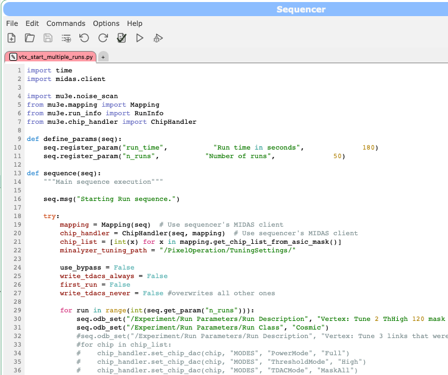 Sequencer
File Edit Commands Options Help
vtx_start_multiple_runs.py +
1 import time
2 import midas.client
3
4 import mu3e.noise_scan
5 from mu3e.mapping import Mapping
6 from mu3e.run_info import RunInfo
7 from mu3e.chip_handler import ChipHandler
8
9 def define_params(seq):
10 seq.register_param("run_time", "Run time in seconds", 180)
11 seq.register_param("n_runs", "Number of runs", 50)
12
13 def sequence(seq):
14 """Main sequence execution"""
15
16 seq.msg("Starting Run sequence.")
17
18 try:
19 mapping = Mapping(seq) # Use sequencer's MIDAS client
20 chip_handler = ChipHandler(seq, mapping) # Use sequencer's MIDAS client
21 chip_list = [int(x) for x in mapping.get_chip_list_from_asic_mask()]
22 minalyzer_tuning_path = "/PixelOperation/TuningSettings/"
23
24 use_bypass = False
25 write_tdacs_always = False
26 first_run = False
27 write_tdacs_never = False #overwrites all other ones
28
29 for run in range(int(seq.get_param("n_runs"))):
30 seq.odb_set("/Experiment/Run Parameters/Run Description", "Vertex: Tune 2 ThHigh 120 mask
31 seq.odb_set("/Experiment/Run Parameters/Run Class", "Cosmic")
32 #seq.odb_set("/Experiment/Run Parameters/Run Description", "Vertex: Tune 3 links that were
33 #for chip in chip_list:
34 # chip_handler.set_chip_dac(chip, "MODES", "PowerMode", "Full")
35 # chip_handler.set_chip_dac(chip, "MODES", "ThresholdMode", "High")
36 # chip_handler.set_chip_dac(chip, "MODES", "TDACMode", "MaskAll")